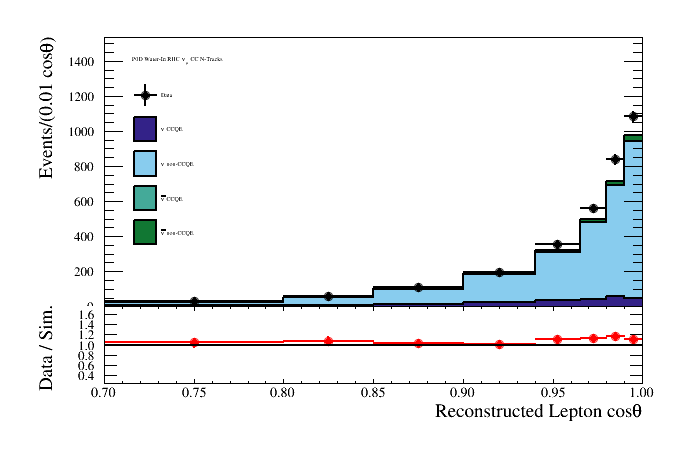 Events/(0.01 cosθ)
1400
1200
1000
800
600
400
200
0
P0D Water-In RHC ν_μ CC N-Tracks
Data
ν CCQE
ν non-CCQE
ν̅ CCQE
ν̅ non-CCQE
Data / Sim.
1.6
1.4
1.2
1.0
0.8
0.6
0.4
0.70 0.75 0.80 0.85 0.90 0.95 1.00
Reconstructed Lepton cosθ